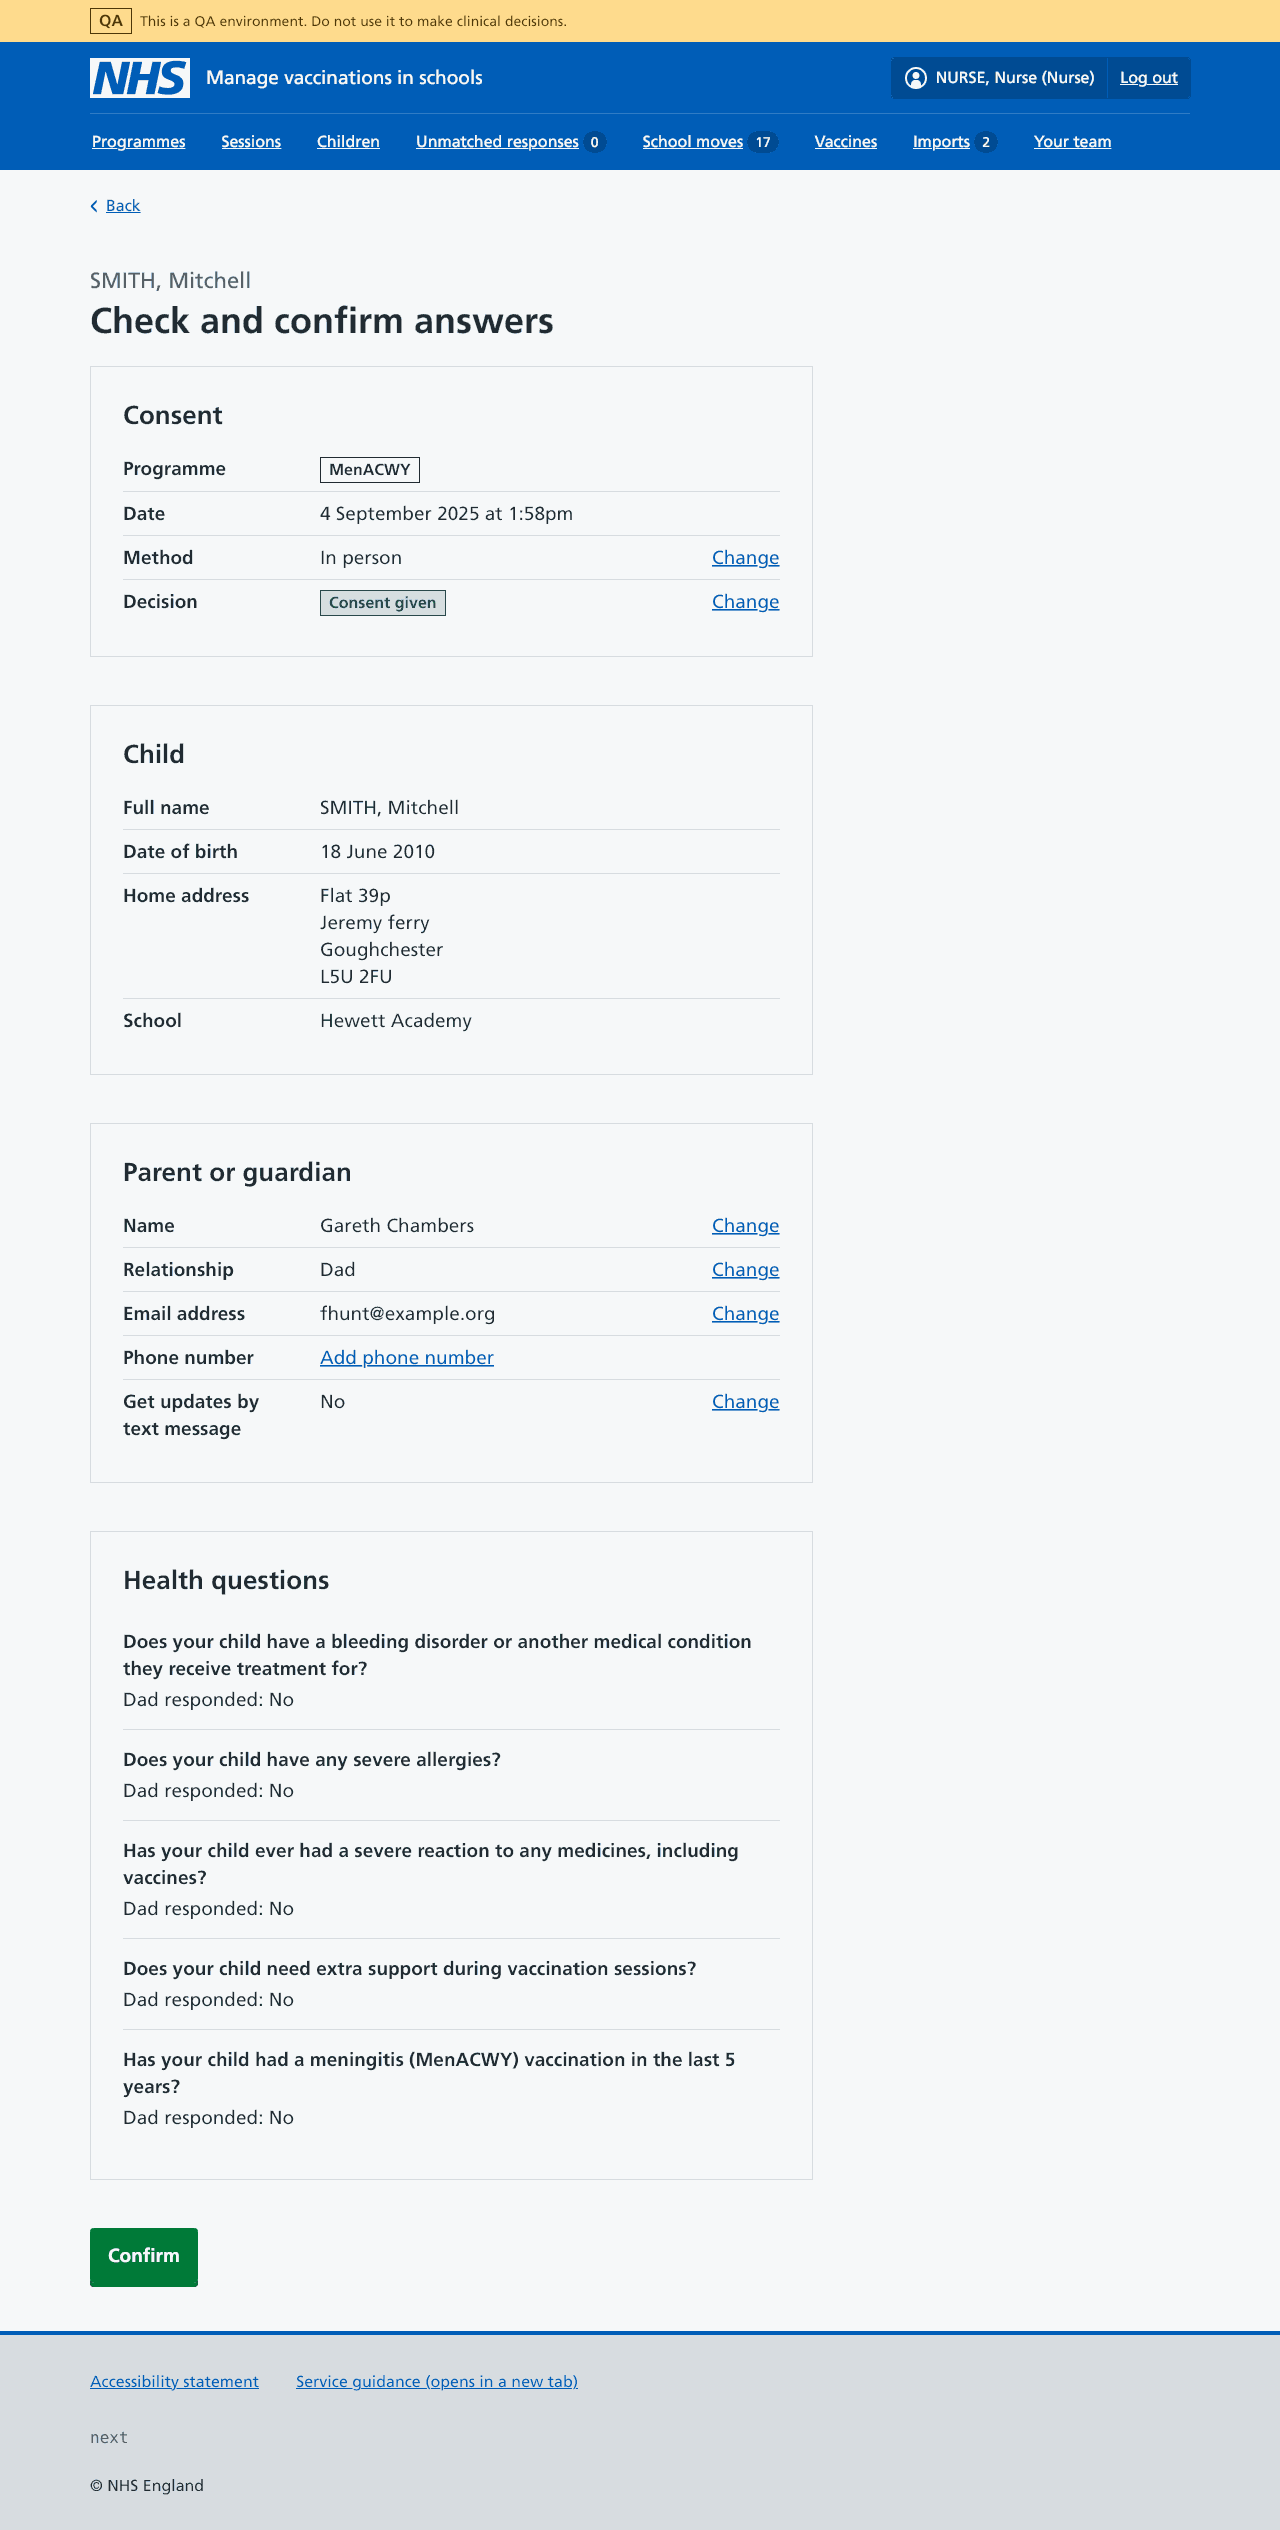 QA This is a QA environment. Do not use it to make clinical decisions.
NHS Manage vaccinations in schools NURSE, Nurse (Nurse) Log out
Programmes Sessions Children Unmatched responses 0 School moves 17 Vaccines Imports 2 Your team
Back
SMITH, Mitchell
Check and confirm answers
Consent
Programme MenACWY
Date 4 September 2025 at 1:58pm
Method In person Change
Decision Consent given Change
Child
Full name SMITH, Mitchell
Date of birth 18 June 2010
Home address Flat 39p
Jeremy ferry
Goughchester
L5U 2FU
School Hewett Academy
Parent or guardian
Name Gareth Chambers Change
Relationship Dad Change
Email address fhunt@example.org Change
Phone number Add phone number
Get updates by No Change
text message
Health questions
Does your child have a bleeding disorder or another medical condition
they receive treatment for?
Dad responded: No
Does your child have any severe allergies?
Dad responded: No
Has your child ever had a severe reaction to any medicines, including
vaccines?
Dad responded: No
Does your child need extra support during vaccination sessions?
Dad responded: No
Has your child had a meningitis (MenACWY) vaccination in the last 5
years?
Dad responded: No
Confirm
Accessibility statement Service guidance (opens in a new tab)
next
© NHS England